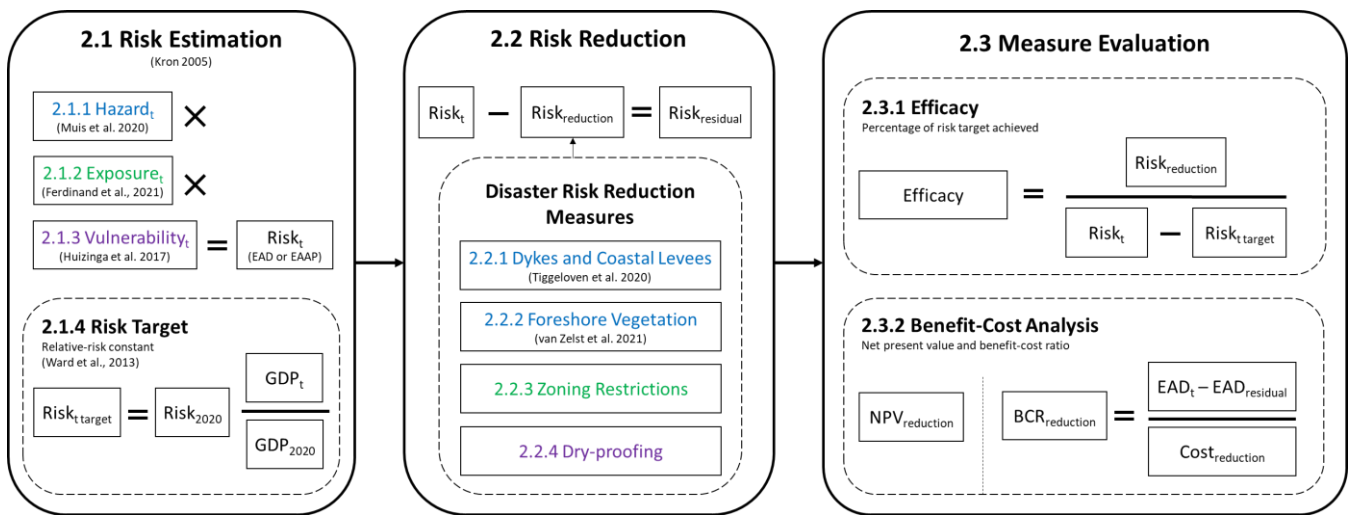 2.1 Risk Estimation
(Kron 2005)
2.1.1 Hazardt
(Muis et al. 2020)
×
2.1.2 Exposuret
(Ferdinand et al., 2021)
×
2.1.3 Vulnerabilityt
(Huizinga et al. 2017)
=
Riskt
(EAD or EAAP)
2.1.4 Risk Target
Relative-risk constant
(Ward et al., 2013)
Riskt target = Risk2020
GDPt
GDP2020
2.2 Risk Reduction
Riskt − Riskreduction = Riskresidual
Disaster Risk Reduction
Measures
2.2.1 Dykes and Coastal Levees
(Tiggeloven et al. 2020)
2.2.2 Foreshore Vegetation
(van Zelst et al. 2021)
2.2.3 Zoning Restrictions
2.2.4 Dry-proofing
2.3 Measure Evaluation
2.3.1 Efficacy
Percentage of risk target achieved
Efficacy =
Riskreduction
Riskt − Riskt target
2.3.2 Benefit-Cost Analysis
Net present value and benefit-cost ratio
NPVreduction
BCRreduction =
EADt – EADresidual
Costreduction